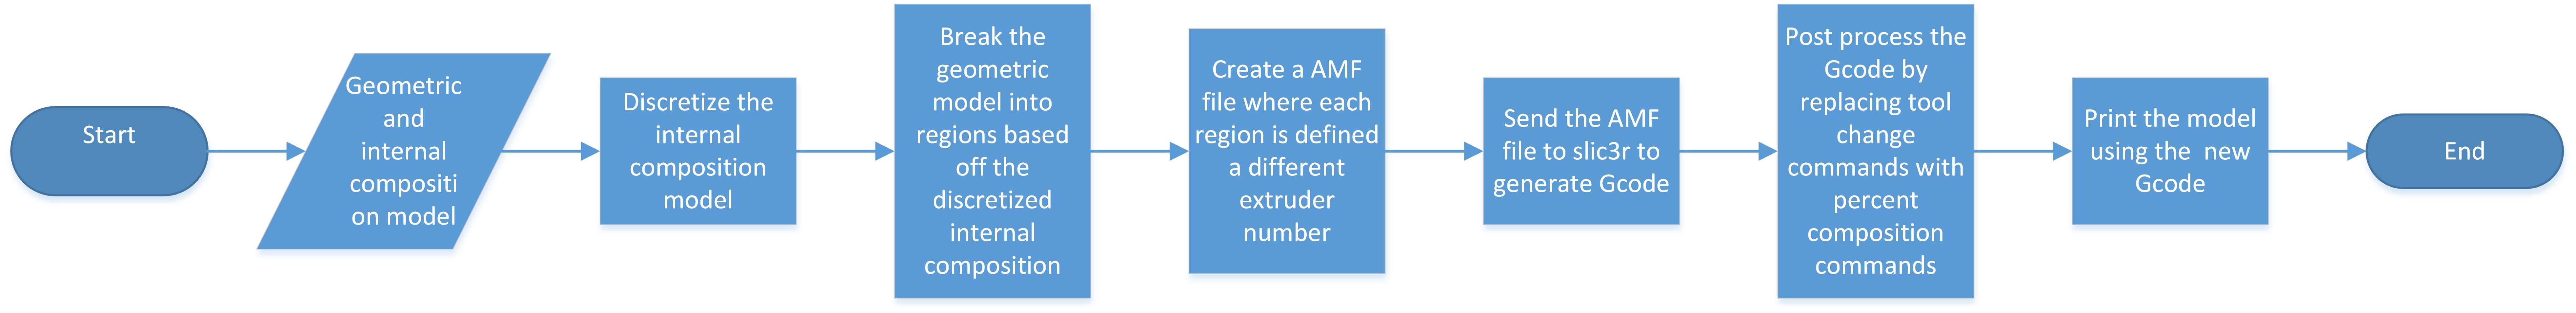 Start
Geometric
and
internal
compositi
on model
Discretize the
internal
composition
model
Break the
geometric
model into
regions based
off the
discretized
internal
composition
Create a AMF
file where each
region is defined
a different
extruder
number
Send the AMF
file to slic3r to
generate Gcode
Post process the
Gcode by
replacing tool
change
commands with
percent
composition
commands
Print the model
using the  new
Gcode
End